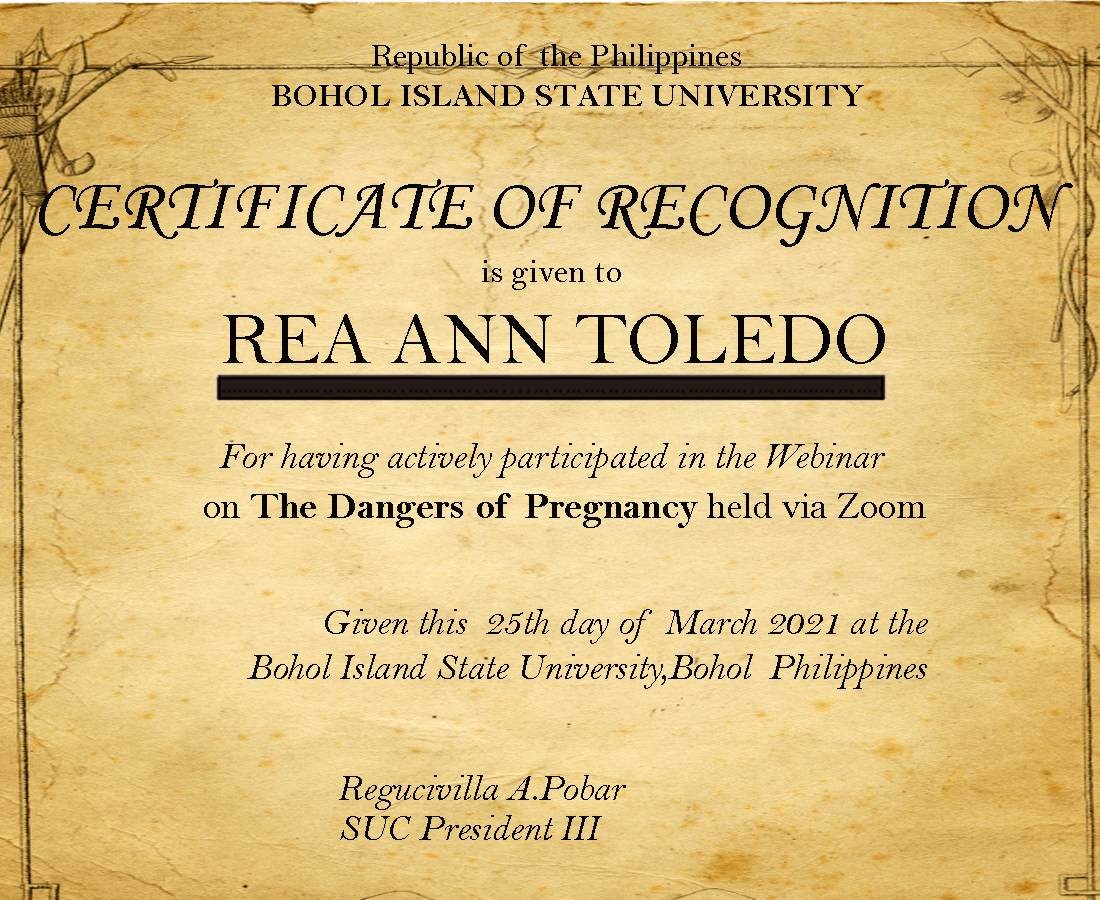 Republic of the Philippines
BOHOL ISLAND STATE UNIVERSITY
CERTIFICATE OF RECOGNITION
is given to
REA ANN TOLEDO
For having actively participated in the Webinar
on The Dangers of Pregnancy held via Zoom
Given this 25th day of March 2021 at the
Bohol Island State University,Bohol Philippines
Regucivilla A.Pobar
SUC President III